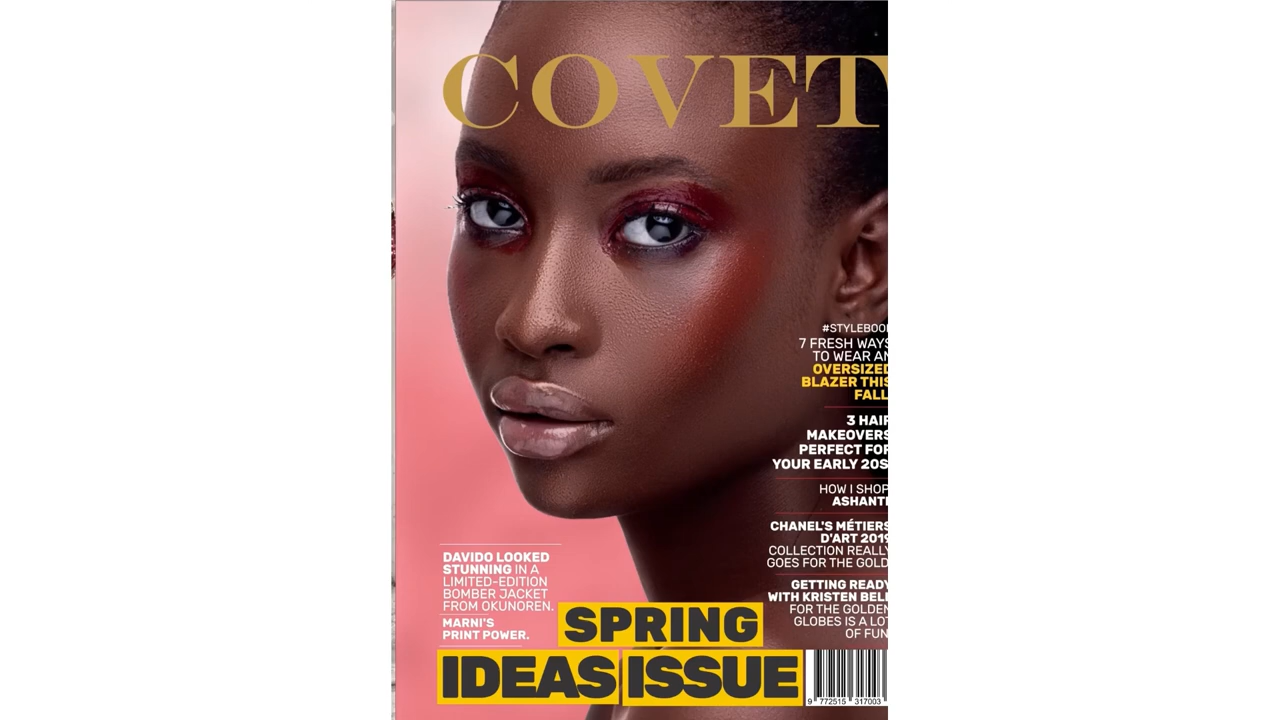 COVET
#STYLEBOO
7 FRESH WAYS
TO WEAR AN
OVERSIZED
BLAZER THIS
FALL
3 HAIR
MAKEOVERS
PERFECT FOR
YOUR EARLY 20S
HOW I SHOP
ASHANTI
CHANEL'S MÉTIERS
D'ART 2019
COLLECTION REALLY
GOES FOR THE GOLD
GETTING READY
WITH KRISTEN BELL
FOR THE GOLDEN
GLOBES IS A LOT
OF FUN
DAVIDO LOOKED
STUNNING IN A
LIMITED-EDITION
BOMBER JACKET
FROM OKUNOREN.
MARNI'S
PRINT POWER.
SPRING
IDEAS ISSUE
9 772515 317003